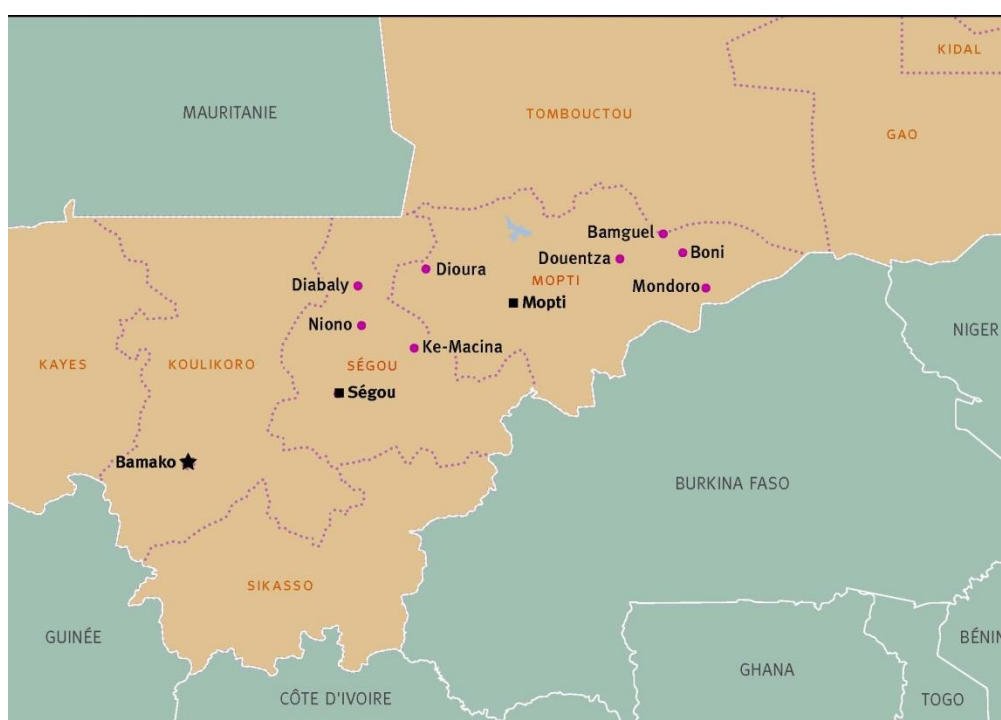 KIDAL
MAURITANIE
TOMBOUCTOU
GAO
Bamguel
Boni
Douentza
Dioura
MOPTI
Diabaly
Mondoro
Mopti
Niono
NIGER
Ke-Macina
KAYES
KOULIKORO
SÉGOU
Ségou
Bamako
BURKINA FASO
SIKASSO
GUINÉE
BÉNIN
GHANA
CÔTE D'IVOIRE
TOGO